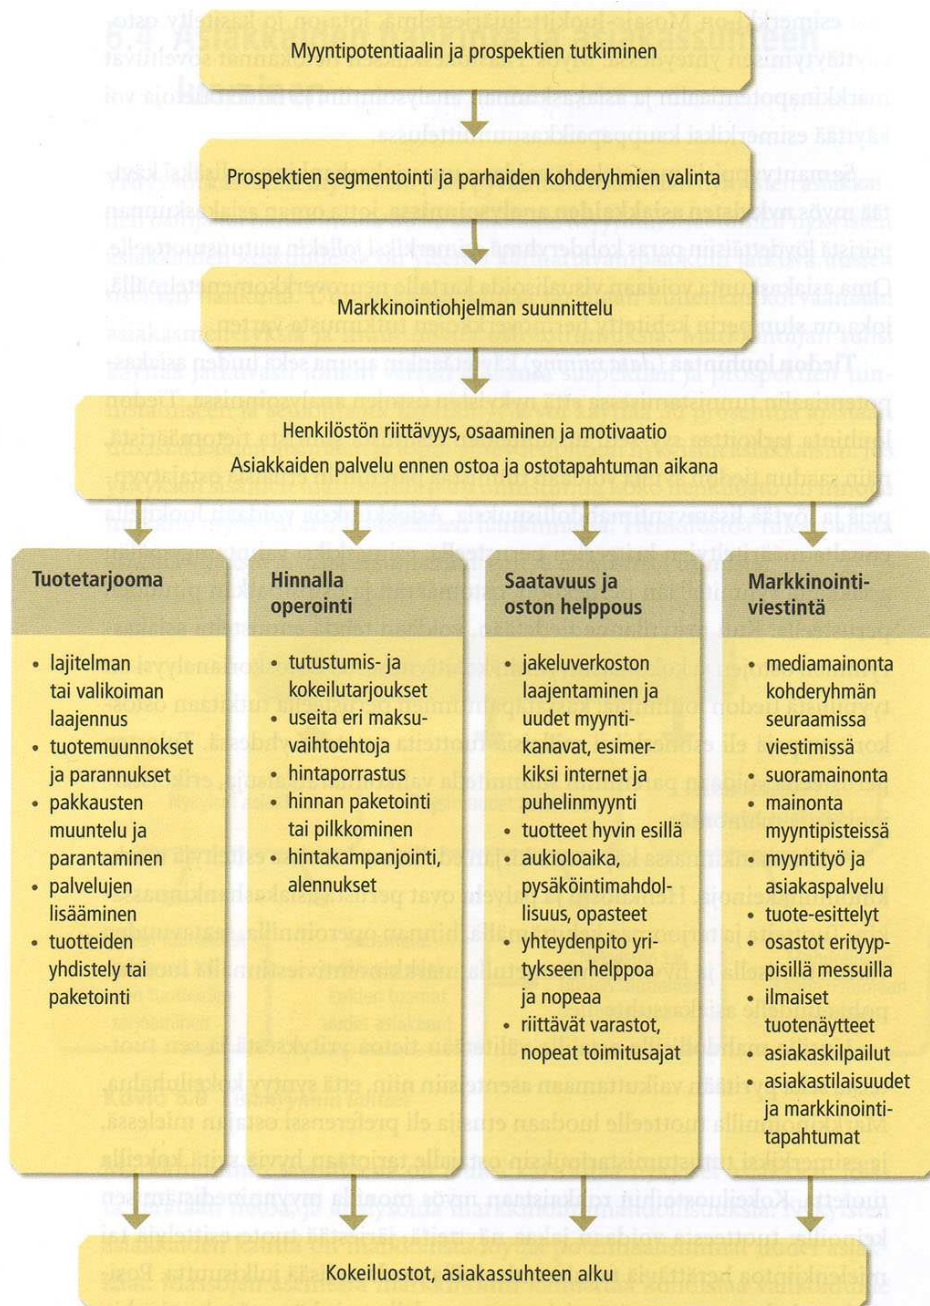 Myyntipotentiaalin ja prospektien tutkiminen
Prospektien segmentointi ja parhaiden kohderyhmien valinta
Markkinointiohjelman suunnittelu
Henkilöstön riittävyys, osaaminen ja motivaatio
Asiakkaiden palvelu ennen ostoa ja ostotapahtuman aikana
Tuotetarjooma
• lajitelman
tai valikoiman
laajennus
• tuotemuunnokset
ja parannukset
• pakkausten
muuntelu ja
parantaminen
• palvelujen
lisääminen
• tuotteiden
yhdistely tai
paketointi
Hinnalla
operointi
• tutustumis- ja
kokeilutarjoukset
• useita eri maksu-
vaihtoehtoja
• hintaporrastus
• hinnan paketointi
tai pilkkominen
• hintakampanjointi,
alennukset
Saatavuus ja
oston helppous
• jakeluverkoston
laajentaminen ja
uudet myynti-
kanavat, esimer-
kiksi internet ja
puhelinmyynti
• tuotteet hyvin esillä
• aukioloaika,
pysäköintimahdol-
lisuus, opasteet
• yhteydenpito yri-
tykseen helppoa
ja nopeaa
• riittävät varastot,
nopeat toimitusajat
Markkinointi-
viestintä
• mediamainonta
kohderyhmän
seuraamissa
viestimissä
• suoramainonta
• mainonta
myyntipisteissä
• myyntityö ja
asiakaspalvelu
• tuote-esittelyt
• osastot erityyp-
pisillä messuilla
• ilmaiset
tuotenäytteet
• asiakaskilpailut
• asiakastilaisuudet
ja markkinointi-
tapahtumat
Kokeiluostot, asiakassuhteen alku